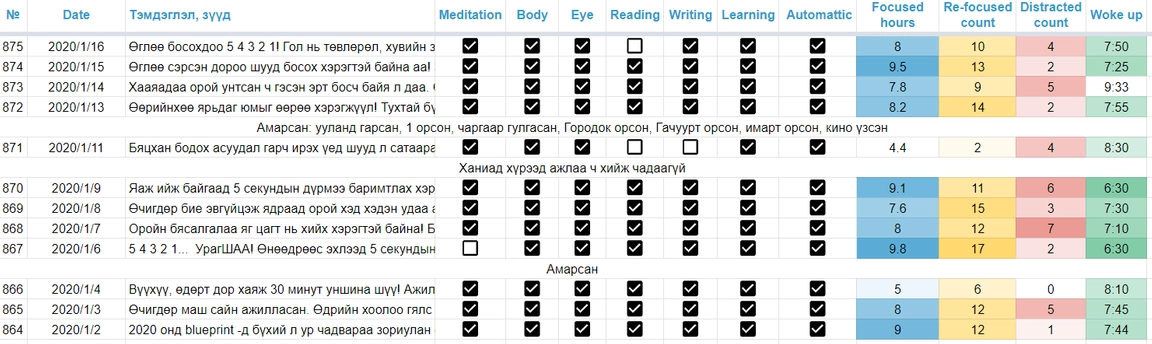 № Date Тэмдэглэл, зүүд Meditation Body Eye Reading Writing Learning Automattic Focused hours Re-focused count Distracted count Woke up
875 2020/1/16 Өглөө босохдоо 5 4 3 2 1! Гол нь төвлөрөл, хувийн з 8 10 4 7:50
874 2020/1/15 Өглөө сэрсэн дороо шууд босох хэрэгтэй байна аа! 9.5 13 2 7:25
873 2020/1/14 Хаааядаа орой унтсан ч гэсэн эрт босч байя л даа. 7.8 9 5 9:33
872 2020/1/13 Өөрийнхөө ярьдаг юмыг өөрөө хэрэгжүүл! Тухтай бү 8.2 14 2 7:55
Амарсан: ууланд гарсан, 1 орсон, чаргаар гулгасан, Городок орсон, Гачуурт орсон, имарт орсон, кино үзсэн
871 2020/1/11 Бяцхан бодох асуудал гарч ирэх үед шууд л сатаара 4.4 2 4 8:30
Ханиад хүрээд ажлаа ч хийж чадаагүй
870 2020/1/9 Яаж ийж байгаад 5 секундын дүрмээ баримтлах хэр 9.1 11 6 6:30
869 2020/1/8 Өчигдөр бие эвгүйцэж ядраад орой хэд хэдэн удаа а 7.6 15 3 7:30
868 2020/1/7 Оройн бясалгалаа яг цагт нь хийх хэрэгтэй байна! Б 8 12 7 7:10
867 2020/1/6 5 4 3 2 1... УрагШАА! Өнөөдрөөс эхлээд 5 секундын 9.8 17 2 6:30
Амарсан
866 2020/1/4 Вүүхүү, өдөрт дор хаяж 30 минут уншина шүү! Ажил 5 6 0 8:10
865 2020/1/3 Өчигдөр маш сайн ажилласан. Өдрийн хоолоо гялс 8 12 5 7:45
864 2020/1/2 2020 онд blueprint -д бүхий л ур чадвараа зориулан 9 12 1 7:44